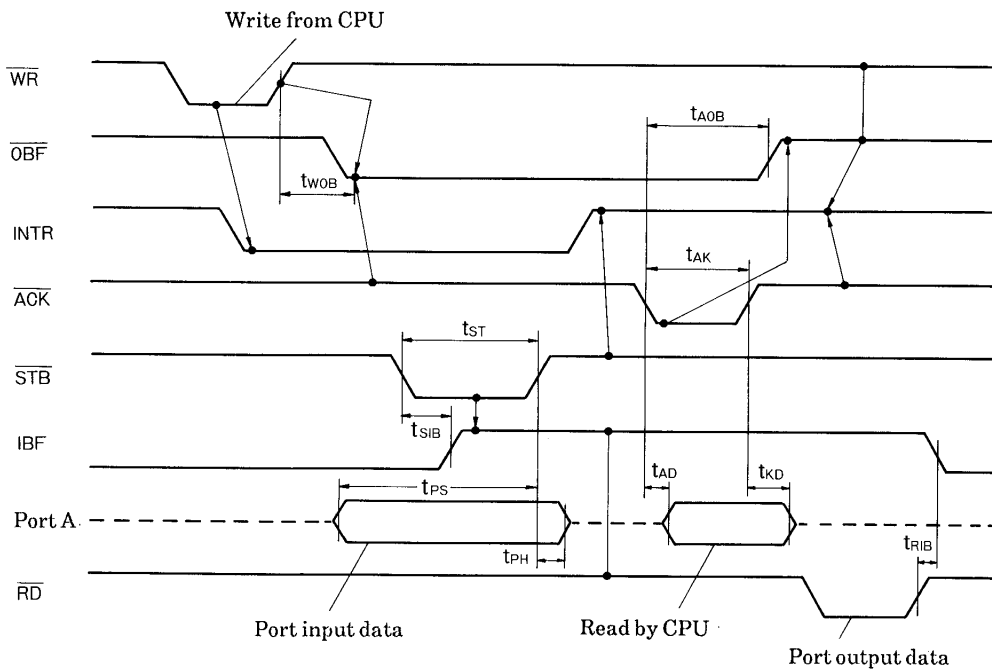 Write from CPU
WR
tAOB
OBF
tWOB
INTR
tAK
ACK
tST
STB
tSIB
IBF
tAD
tKD
tPS
Port A
tRIB
tPH
RD
Port input data
Read by CPU
Port output data